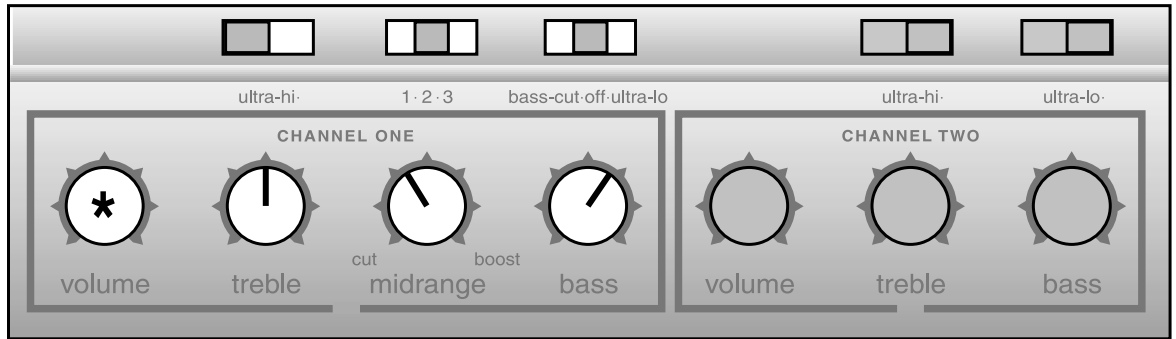 ultra-hi· 1·2·3 bass-cut·off·ultra-lo ultra-hi· ultra-lo·
CHANNEL ONE CHANNEL TWO
*
cut boost
volume treble midrange bass volume treble bass